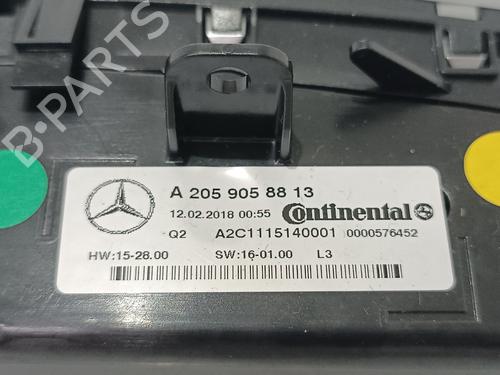 B-PARTS
A 205 905 88 13
12.02.2018 00:55 Continental
Q2 A2C1115140001 0000576452
HW:15-28.00 SW:16-01.00 L3